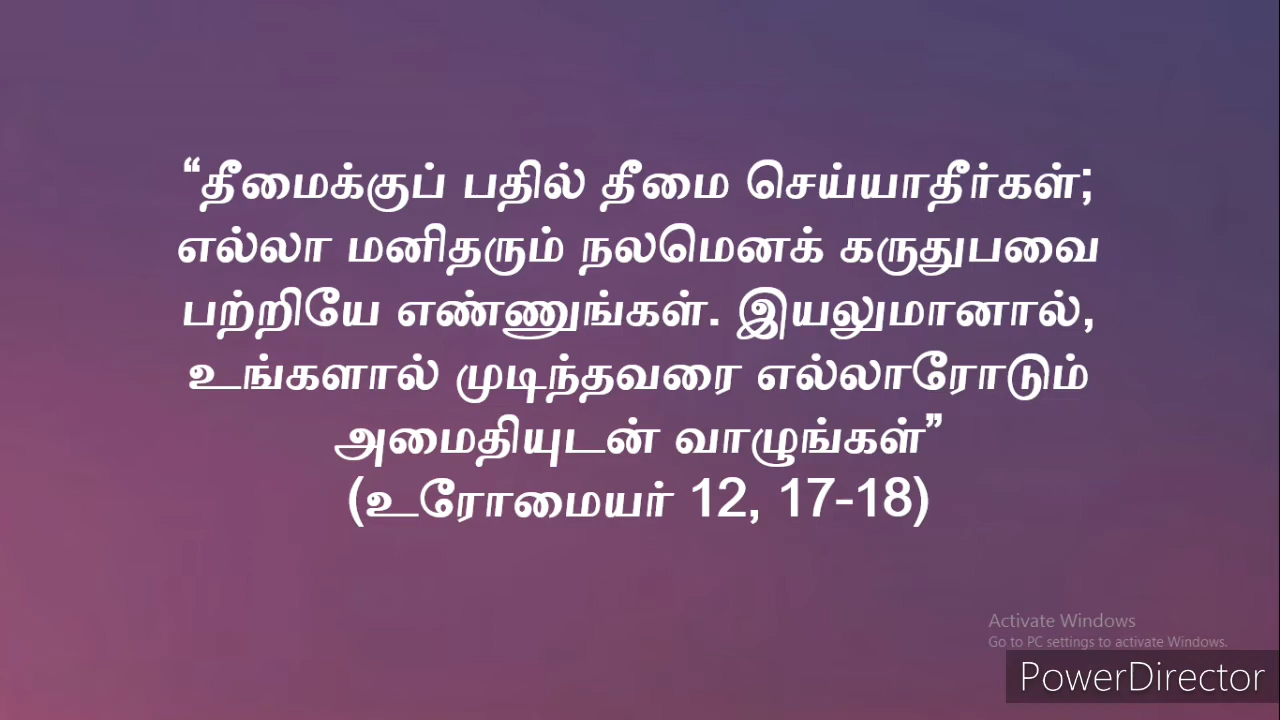 “தீமைக்குப் பதில் தீமை செய்யாதீர்கள்;
எல்லா மனிதரும் நலமெனக் கருதுபவை
பற்றியே எண்ணுங்கள். இயலுமானால்,
உங்களால் முடிந்தவரை எல்லாரோடும்
அமைதியுடன் வாழுங்கள்”
(உரோமையர் 12, 17-18)
Activate Windows
Go to PC settings to activate Windows.
PowerDirector